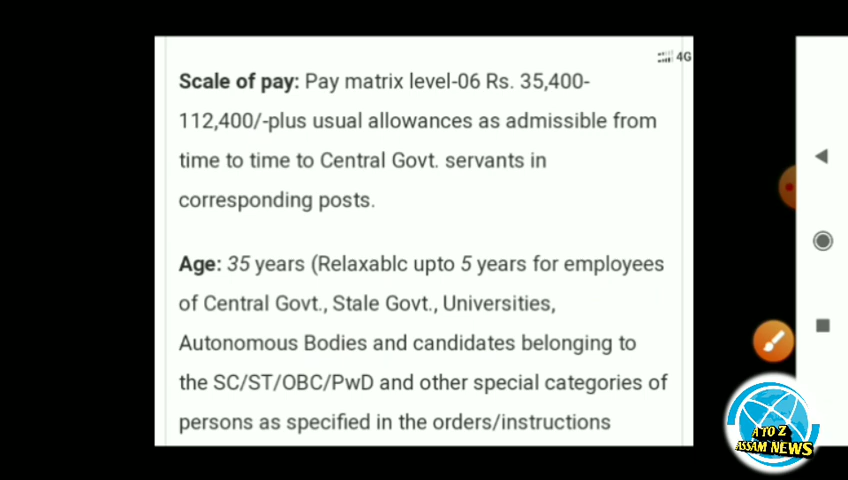 4G
Scale of pay: Pay matrix level-06 Rs. 35,400-
112,400/-plus usual allowances as admissible from
time to time to Central Govt. servants in
corresponding posts.
Age: 35 years (Relaxablc upto 5 years for employees
of Central Govt., Stale Govt., Universities,
Autonomous Bodies and candidates belonging to
the SC/ST/OBC/PwD and other special categories of
persons as specified in the orders/instructions
A TO Z
ASSAM NEWS